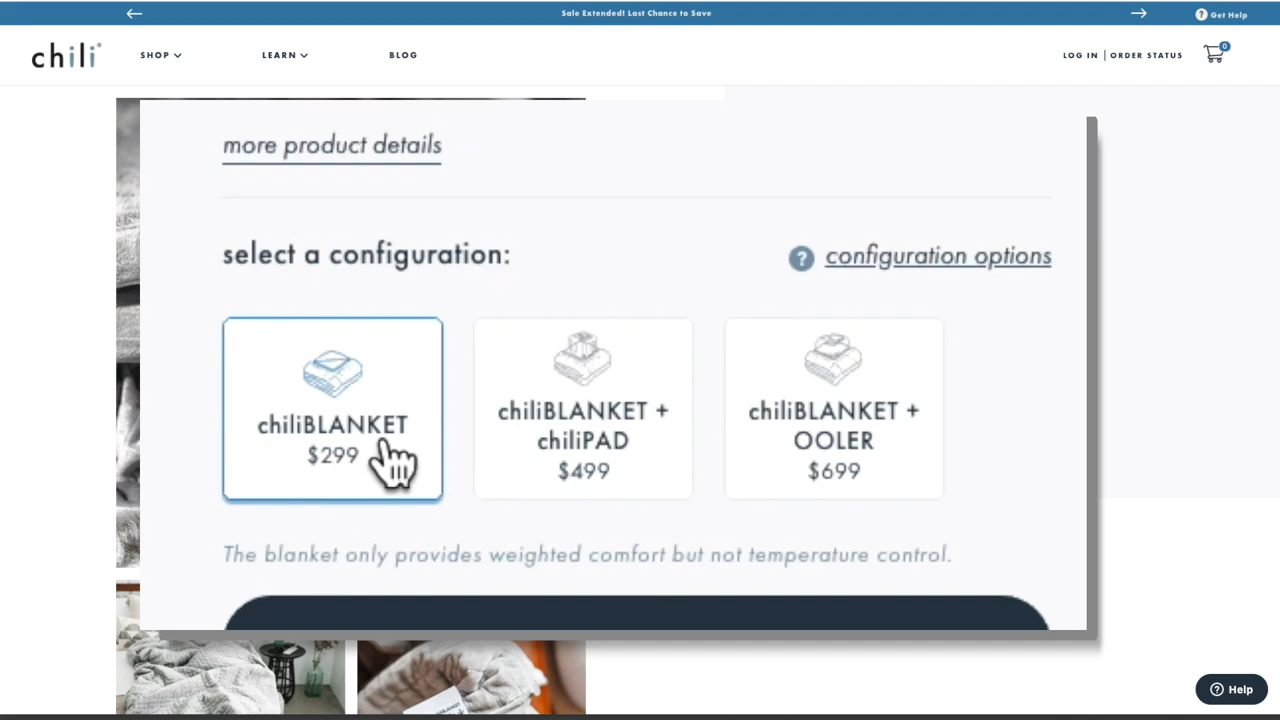 Sale Extended! Last Chance to Save
? Get Help
chili
SHOP
LEARN
BLOG
LOG IN | ORDER STATUS
0
more product details
select a configuration:
? configuration options
chiliBLANKET
$299
chiliBLANKET +
chiliPAD
$499
chiliBLANKET +
OOLER
$699
The blanket only provides weighted comfort but not temperature control.
? Help